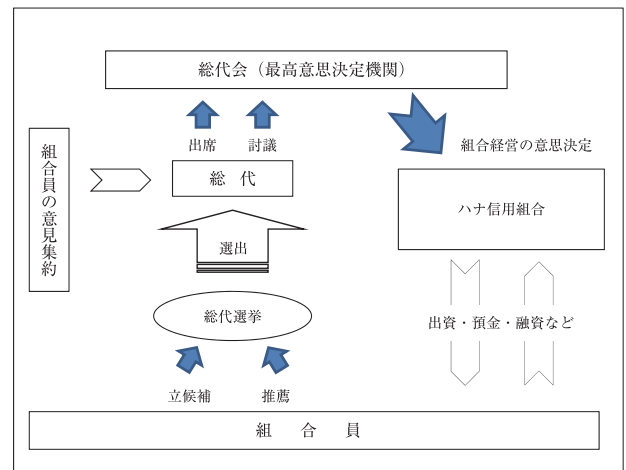 総代会（最高意思決定機関）
出席
討議
組合経営の意思決定
組合員の意見集約
総　代
ハナ信用組合
選出
総代選挙
出資・預金・融資など
立候補
推薦
組　合　員